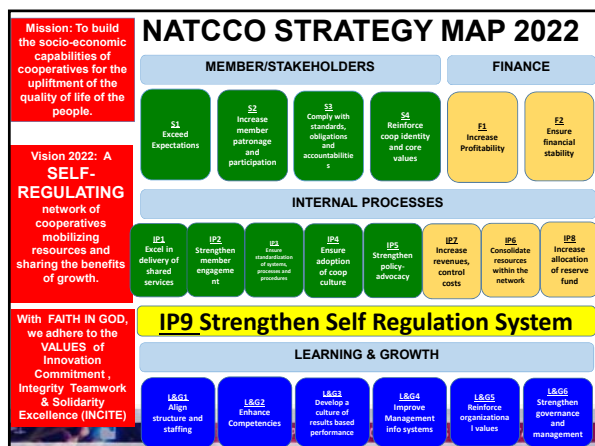 Mission: To build
the socio-economic
capabilities of
cooperatives for the
upliftment of the
quality of life of the
people.
Vision 2022: A
SELF-
REGULATING
network of
cooperatives
mobilizing
resources and
sharing the benefits
of growth.
With FAITH IN GOD,
we adhere to the
VALUES of
Innovation
Commitment ,
Integrity Teamwork
& Solidarity
Excellence (INCITE)
NATCCO STRATEGY MAP 2022
MEMBER/STAKEHOLDERS
FINANCE
S1
Exceed
Expectations
S2
Increase
member
patronage
and
participation
S3
Comply with
standards,
obligations
and
accountabilitie
s
S4
Reinforce
coop identity
and core
values
F1
Increase
Profitability
F2
Ensure
financial
stability
INTERNAL PROCESSES
IP1
Excel in
delivery of
shared
services
IP2
Strengthen
member
engageme
nt
IP3
Ensure
standardization
of systems,
processes and
procedures
IP4
Ensure
adoption
of coop
culture
IP5
Strengthen
policy-
advocacy
IP7
Increase
revenues,
control
costs
IP6
Consolidate
resources
within the
network
IP8
Increase
allocation
of reserve
fund
IP9 Strengthen Self Regulation System
LEARNING & GROWTH
L&G1
Align
structure and
staffing
L&G2
Enhance
Competencies
L&G3
Develop a
culture of
results based
performance
L&G4
Improve
Management
info systems
L&G5
Reinforce
organizationa
l values
L&G6
Strengthen
governance
and
management